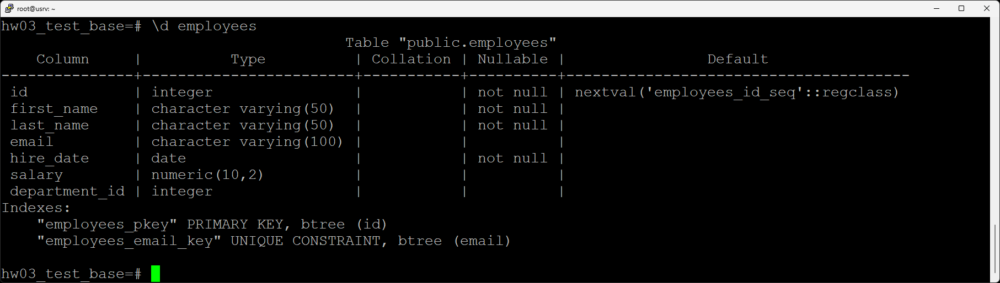 root@usrv: ~
hw03_test_base=# \d employees
                                       Table "public.employees"
    Column     |          Type          | Collation | Nullable |                Default
---------------+------------------------+-----------+----------+---------------------------------------
 id            | integer                |           | not null | nextval('employees_id_seq'::regclass)
 first_name    | character varying(50)  |           | not null |
 last_name     | character varying(50)  |           | not null |
 email         | character varying(100) |           |          |
 hire_date     | date                   |           | not null |
 salary        | numeric(10,2)          |           |          |
 department_id | integer                |           |          |
Indexes:
    "employees_pkey" PRIMARY KEY, btree (id)
    "employees_email_key" UNIQUE CONSTRAINT, btree (email)
hw03_test_base=#